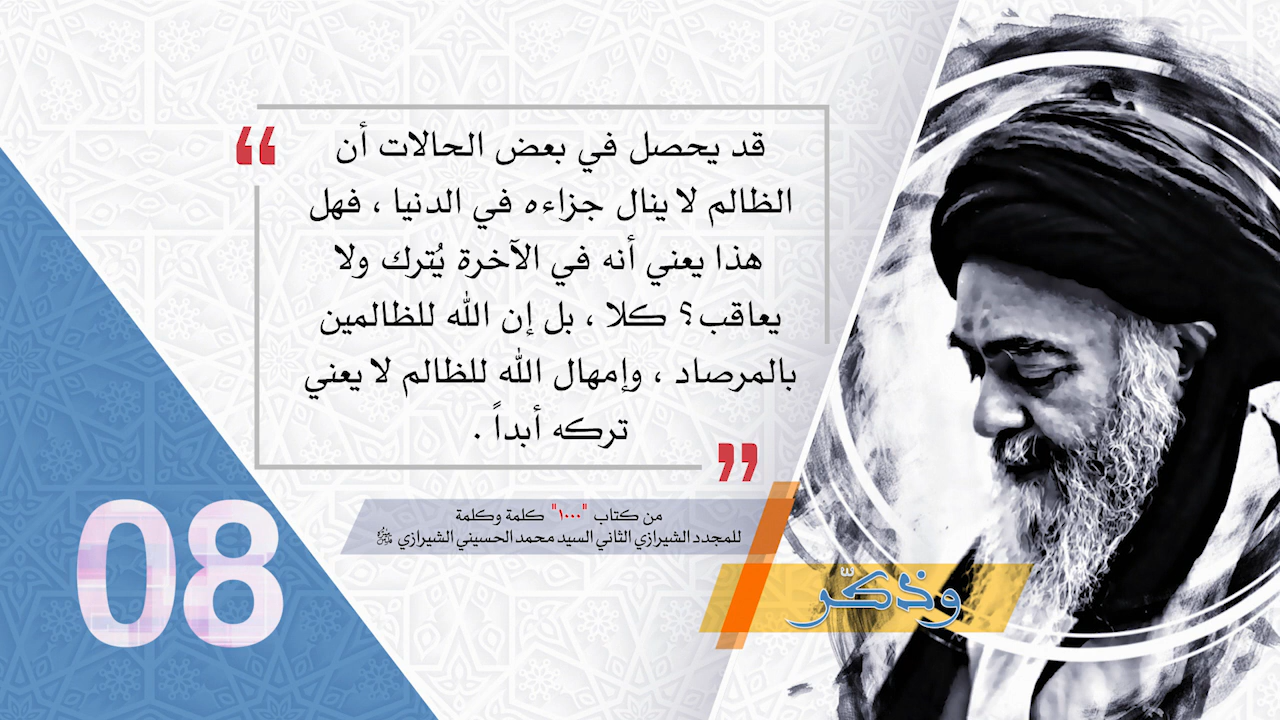 قد يحصل في بعض الحالات أن
الظالم لا ينال جزاءه في الدنيا ، فهل
هذا يعني أنه في الآخرة يُترك ولا
يعاقب؟ كلا ، بل إن الله للظالمين
بالمرصاد ، وإمهال الله للظالم لا يعني
تركه أبداً .
من كتاب "١٠٠٠" كلمة وكلمة
للمجدد الشيرازي الثاني السيد محمد الحسيني الشيرازي
وذكّر
08